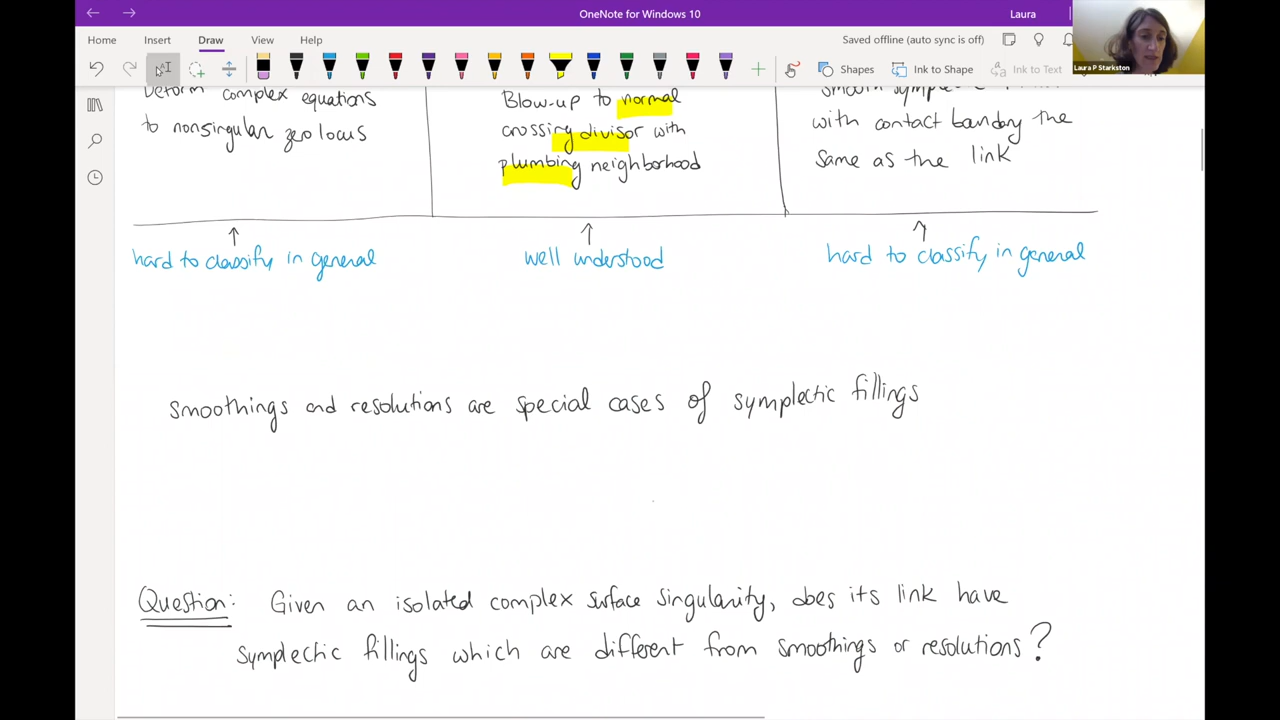 OneNote for Windows 10
Laura
Home Insert Draw View Help
Saved offline (auto sync is off)
Shapes Ink to Shape Ink to Text
Laura P Starkston
Deform complex equations
to nonsingular zero locus
Blow-up to normal
crossing divisor with
plumbing neighborhood
smooth
with contact bandry the
same as the link
hard to classify in general
well understood
hard to classify in general
smoothings and resolutions are special cases of symplectic fillings
Question: Given an isolated complex surface singularity, does its link have
symplectic fillings which are different from smoothings or resolutions?